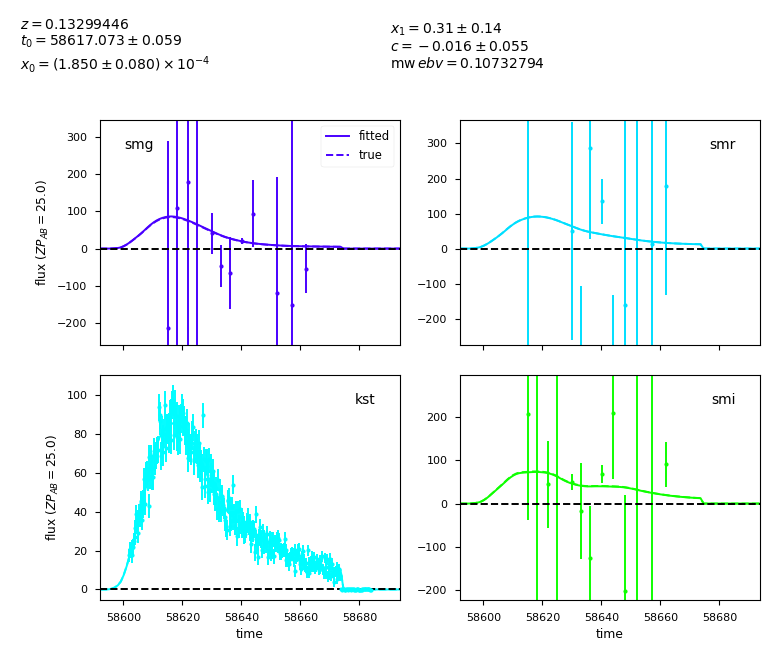 z = 0.13299446
t₀ = 58617.073 ± 0.059
x₀ = (1.850 ± 0.080) × 10⁻⁴
x₁ = 0.31 ± 0.14
c = −0.016 ± 0.055
mw ebv = 0.10732794
smg
fitted
true
300
200
100
0
−100
−200
flux (ZP_AB = 25.0)
smr
300
200
100
0
−100
−200
kst
100
80
60
40
20
0
flux (ZP_AB = 25.0)
58600 58620 58640 58660 58680
time
smi
200
100
0
−100
−200
58600 58620 58640 58660 58680
time